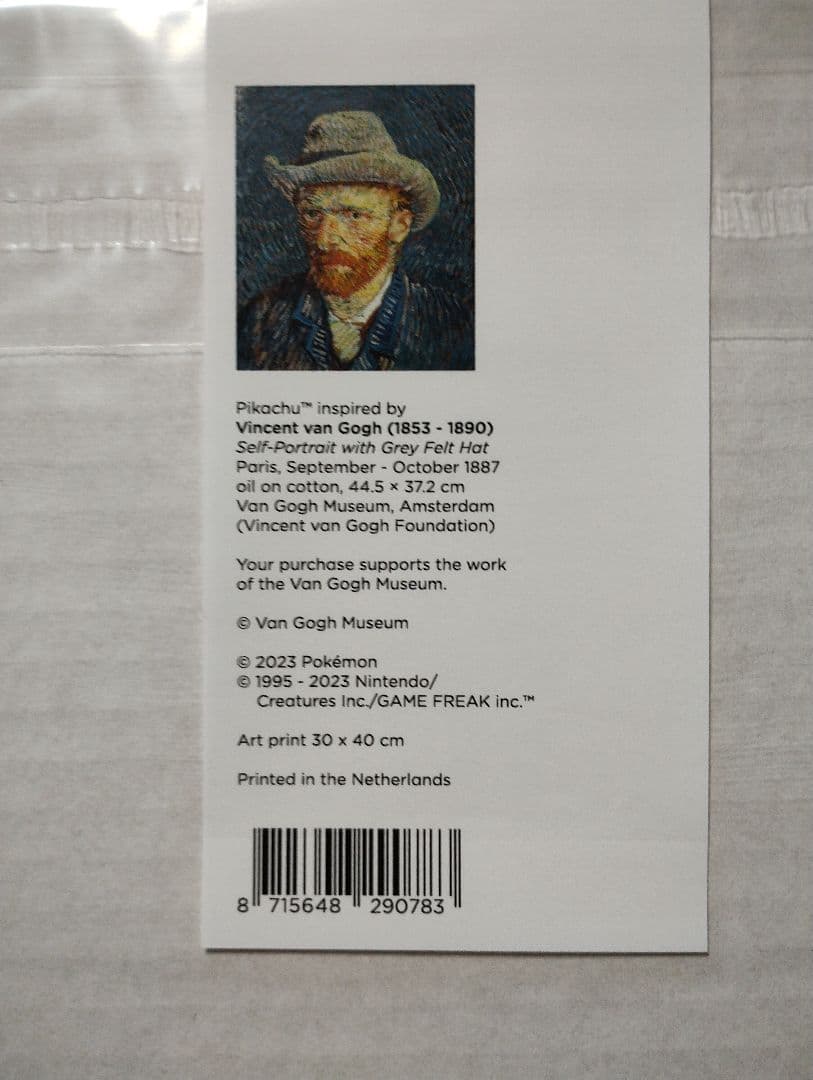 Pikachu™ inspired by
Vincent van Gogh (1853 - 1890)
Self-Portrait with Grey Felt Hat
Paris, September - October 1887
oil on cotton, 44.5 × 37.2 cm
Van Gogh Museum, Amsterdam
(Vincent van Gogh Foundation)
Your purchase supports the work
of the Van Gogh Museum.
© Van Gogh Museum
© 2023 Pokémon
© 1995 - 2023 Nintendo/
Creatures Inc./GAME FREAK inc.™
Art print 30 x 40 cm
Printed in the Netherlands
8 715648 290783